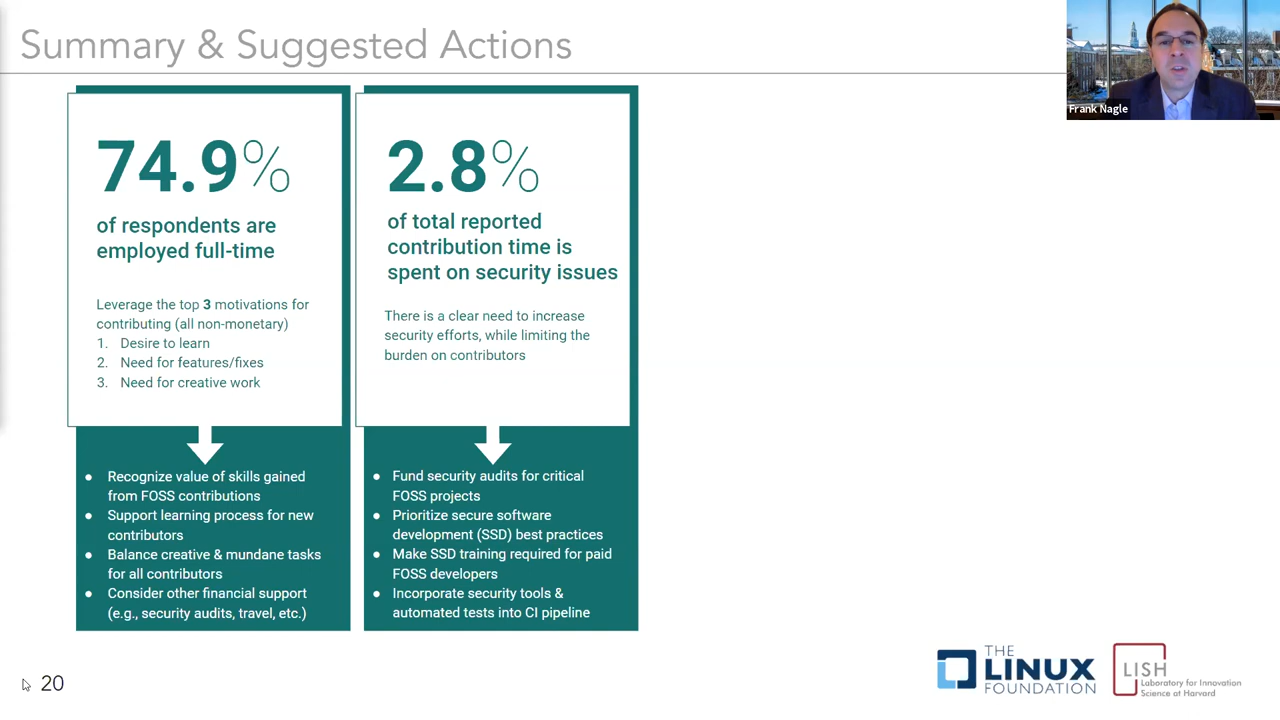 Summary & Suggested Actions
Frank Nagle
74.9%
of respondents are
employed full-time
Leverage the top 3 motivations for
contributing (all non-monetary)
1. Desire to learn
2. Need for features/fixes
3. Need for creative work
● Recognize value of skills gained
from FOSS contributions
● Support learning process for new
contributors
● Balance creative & mundane tasks
for all contributors
● Consider other financial support
(e.g., security audits, travel, etc.)
2.8%
of total reported
contribution time is
spent on security issues
There is a clear need to increase
security efforts, while limiting the
burden on contributors
● Fund security audits for critical
FOSS projects
● Prioritize secure software
development (SSD) best practices
● Make SSD training required for paid
FOSS developers
● Incorporate security tools &
automated tests into CI pipeline
20
THE
LINUX
FOUNDATION
LISH
Laboratory for Innovation
Science at Harvard